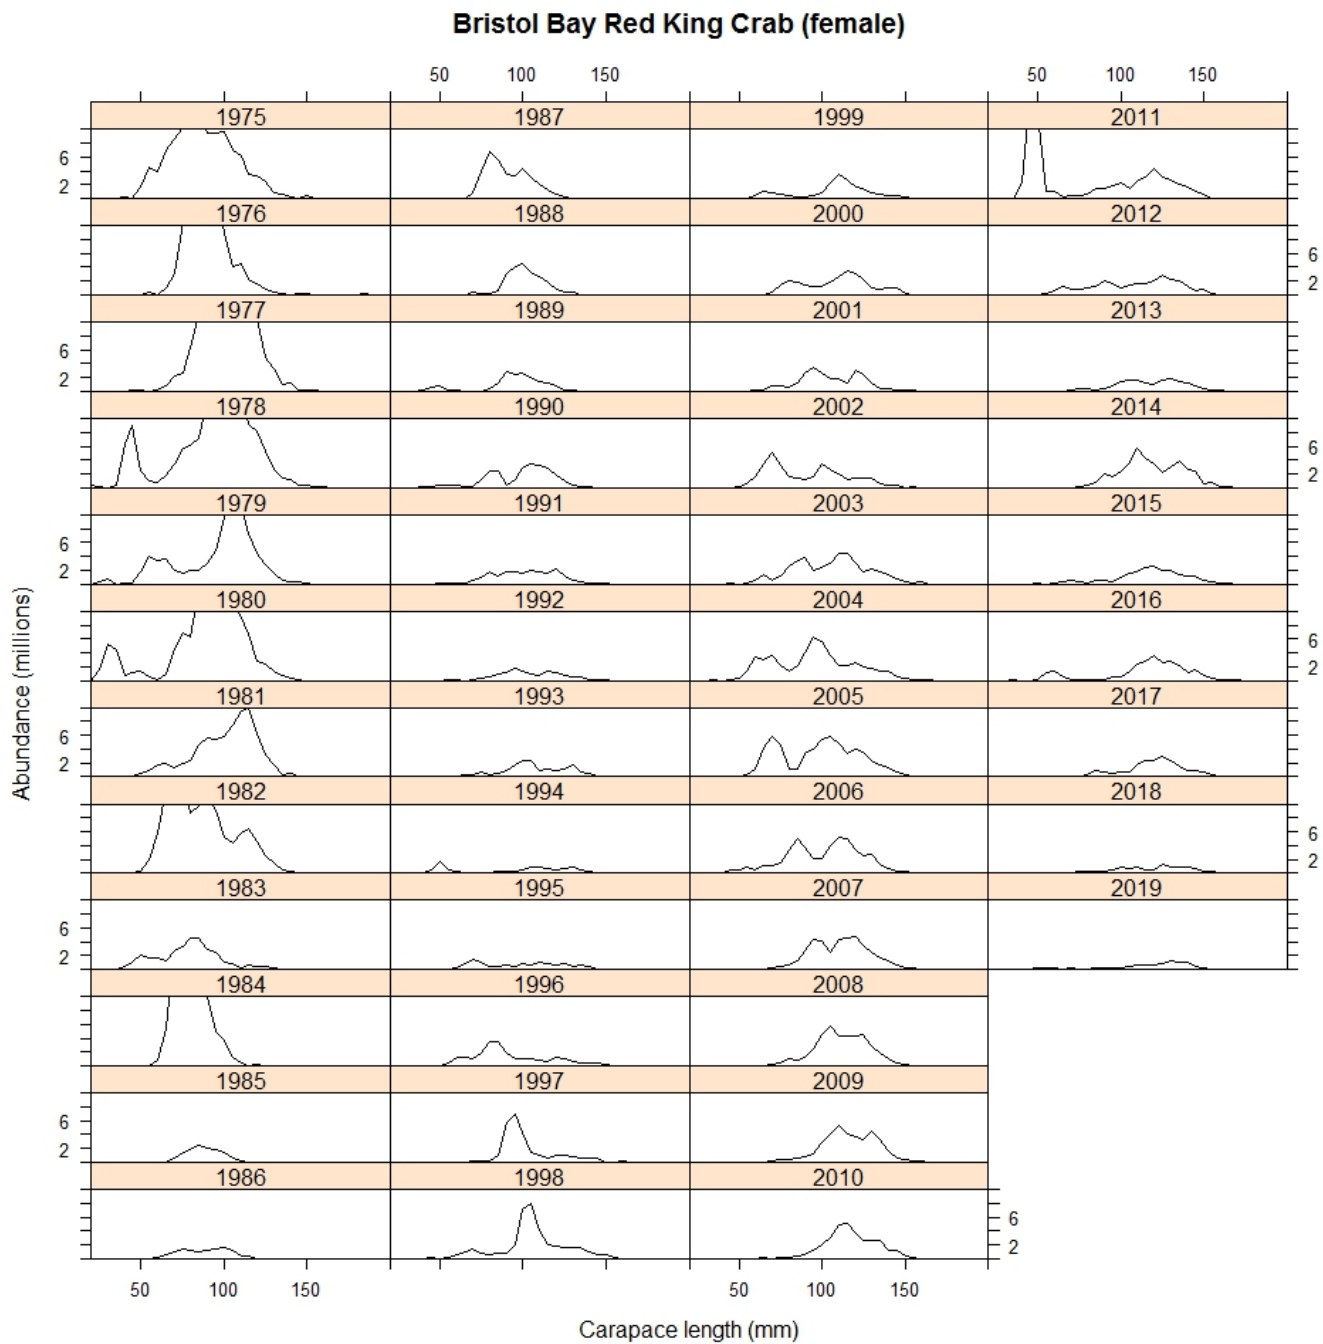 Bristol Bay Red King Crab (female)
50 100 150 50 100 150
1975 1987 1999 2011
6
2
1976 1988 2000 2012
6
2
1977 1989 2001 2013
6
2
1978 1990 2002 2014
6
2
1979 1991 2003 2015
6
2
1980 1992 2004 2016
6
2
1981 1993 2005 2017
6
2
1982 1994 2006 2018
6
2
1983 1995 2007 2019
6
2
1984 1996 2008
1985 1997 2009
6
2
1986 1998 2010
6
2
50 100 150 50 100 150
Abundance (millions)
Carapace length (mm)